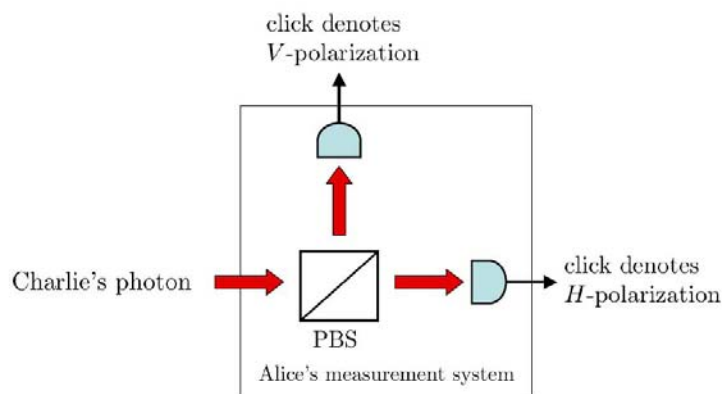 click denotes
V-polarization
Charlie's photon
click denotes
H-polarization
PBS
Alice's measurement system